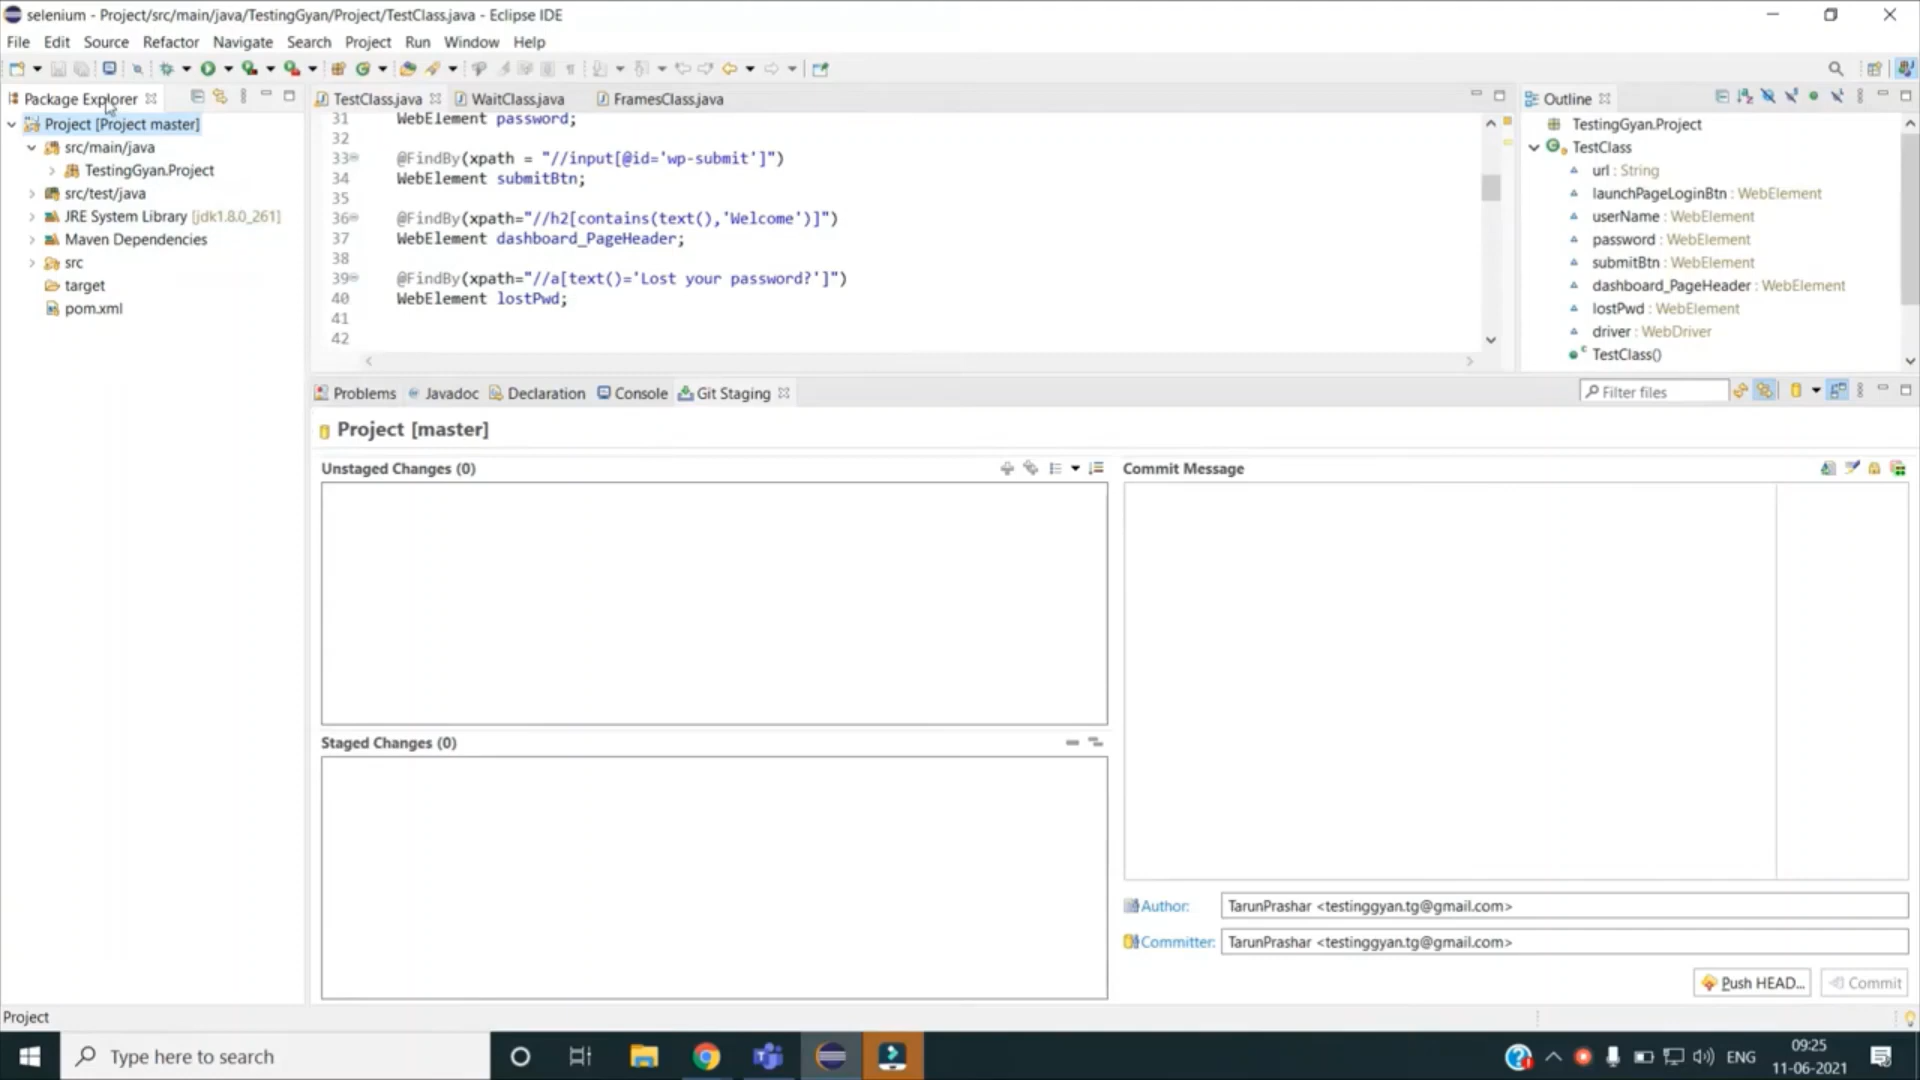 selenium - Project/src/main/java/TestingGyan/Project/TestClass.java - Eclipse IDE
File Edit Source Refactor Navigate Search Project Run Window Help
Package Explorer
Project [Project master]
src/main/java
TestingGyan.Project
src/test/java
JRE System Library [jdk1.8.0_261]
Maven Dependencies
src
target
pom.xml
TestClass.java WaitClass.java FramesClass.java
31 WebElement password;
32
33 @FindBy(xpath = "//input[@id='wp-submit']")
34 WebElement submitBtn;
35
36 @FindBy(xpath="//h2[contains(text(),'Welcome')]")
37 WebElement dashboard_PageHeader;
38
39 @FindBy(xpath="//a[text()='Lost your password?']")
40 WebElement lostPwd;
41
42
Outline
TestingGyan.Project
TestClass
url : String
launchPageLoginBtn : WebElement
userName : WebElement
password : WebElement
submitBtn : WebElement
dashboard_PageHeader : WebElement
lostPwd : WebElement
driver : WebDriver
TestClass()
Problems Javadoc Declaration Console Git Staging
Filter files
Project [master]
Unstaged Changes (0)
Commit Message
Staged Changes (0)
Author: TarunPrashar <testinggyan.tg@gmail.com>
Committer: TarunPrashar <testinggyan.tg@gmail.com>
Push HEAD... Commit
Project
Type here to search
ENG
09:25
11-06-2021